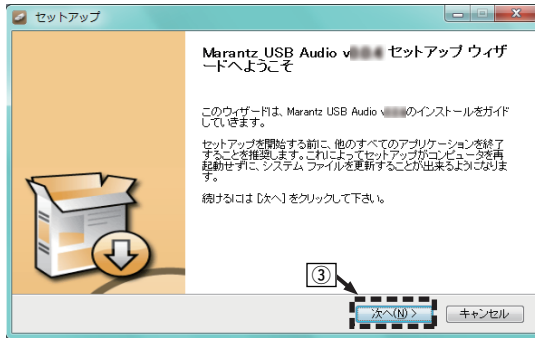 セットアップ
Marantz USB Audio v セットアップ ウィザ
ードへようこそ
このウィザードは、Marantz USB Audio v のインストールをガイド
していきます。
セットアップを開始する前に、他のすべてのアプリケーションを終了
することを推奨します。これによってセットアップがコンピュータを再
起動せずに、システム ファイルを更新することが出来るようになりま
す。
続けるには [次へ] をクリックして下さい。
③
次へ(N) >
キャンセル